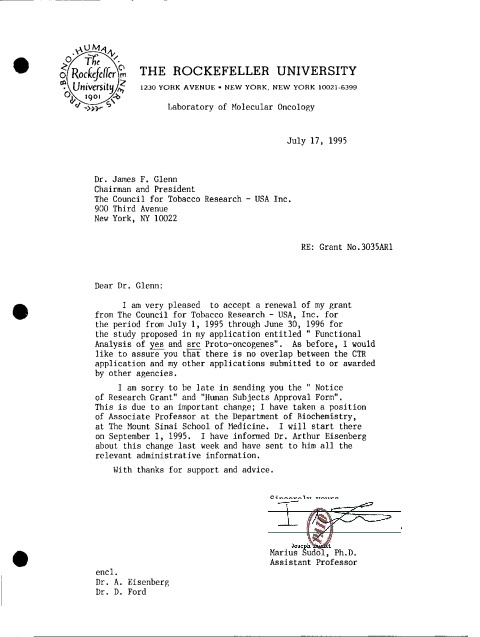 PRO·BONO·HUMANI·GENERIS
The
Rockefeller
University
1901
THE ROCKEFELLER UNIVERSITY
1230 YORK AVENUE • NEW YORK, NEW YORK 10021-6399
Laboratory of Molecular Oncology
July 17, 1995
Dr. James F. Glenn
Chairman and President
The Council for Tobacco Research - USA Inc.
900 Third Avenue
New York, NY 10022
RE: Grant No.3035AR1
Dear Dr. Glenn:
I am very pleased to accept a renewal of my grant
from The Council for Tobacco Research - USA, Inc. for
the period from July 1, 1995 through June 30, 1996 for
the study proposed in my application entitled " Functional
Analysis of yes and src Proto-oncogenes". As before, I would
like to assure you that there is no overlap between the CTR
application and my other applications submitted to or awarded
by other agencies.
I am sorry to be late in sending you the " Notice
of Research Grant" and "Human Subjects Approval Form".
This is due to an important change; I have taken a position
of Associate Professor at the Department of Biochemistry,
at The Mount Sinai School of Medicine. I will start there
on September 1, 1995. I have informed Dr. Arthur Eisenberg
about this change last week and have sent to him all the
relevant administrative information.
With thanks for support and advice.
Sincerely yours
PAID
Joseph
Marius Sudol, Ph.D.
Assistant Professor
encl.
Dr. A. Eisenberg
Dr. D. Ford